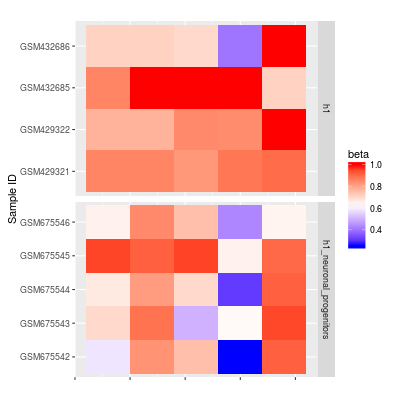 GSM432686
GSM432685
GSM429322
GSM429321
h1
GSM675546
GSM675545
GSM675544
GSM675543
GSM675542
h1_neuronal_progenitors
Sample ID
beta
1.0
0.8
0.6
0.4